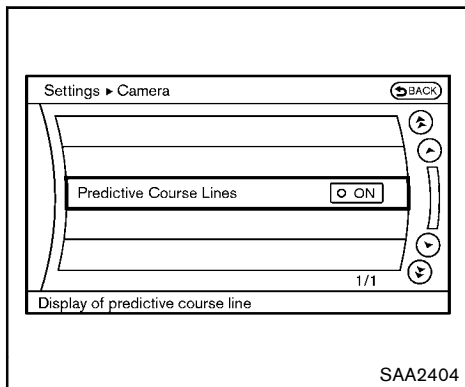 Settings ▸ Camera
BACK
Predictive Course Lines
ON
1/1
Display of predictive course line
SAA2404